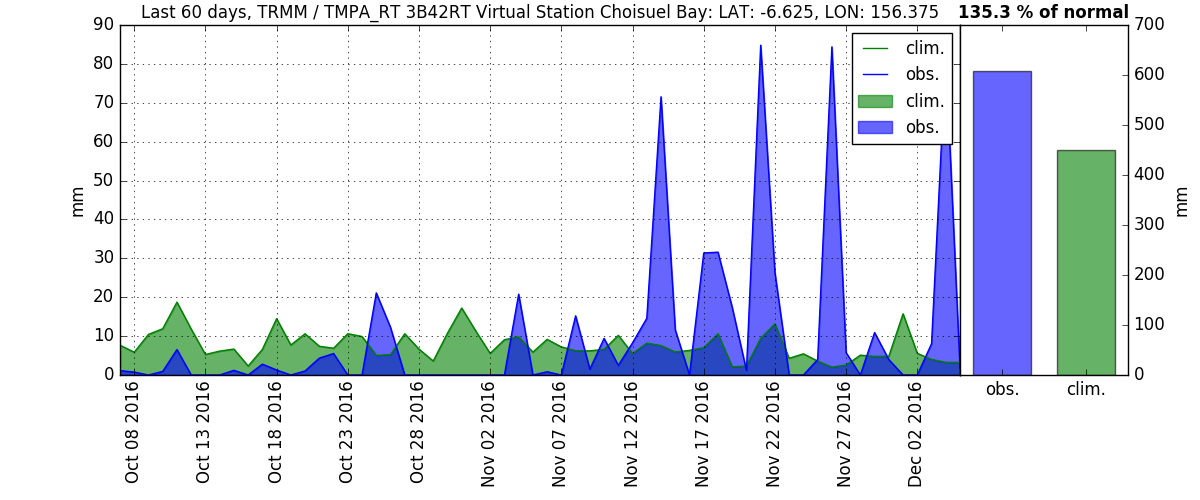 Last 60 days, TRMM / TMPA_RT 3B42RT Virtual Station Choisuel Bay: LAT: -6.625, LON: 156.375 135.3 % of normal
90
80
70
60
50
40
30
20
10
0
mm
clim.
obs.
clim.
obs.
700
600
500
400
300
200
100
0
mm
Oct 08 2016
Oct 13 2016
Oct 18 2016
Oct 23 2016
Oct 28 2016
Nov 02 2016
Nov 07 2016
Nov 12 2016
Nov 17 2016
Nov 22 2016
Nov 27 2016
Dec 02 2016
obs.
clim.